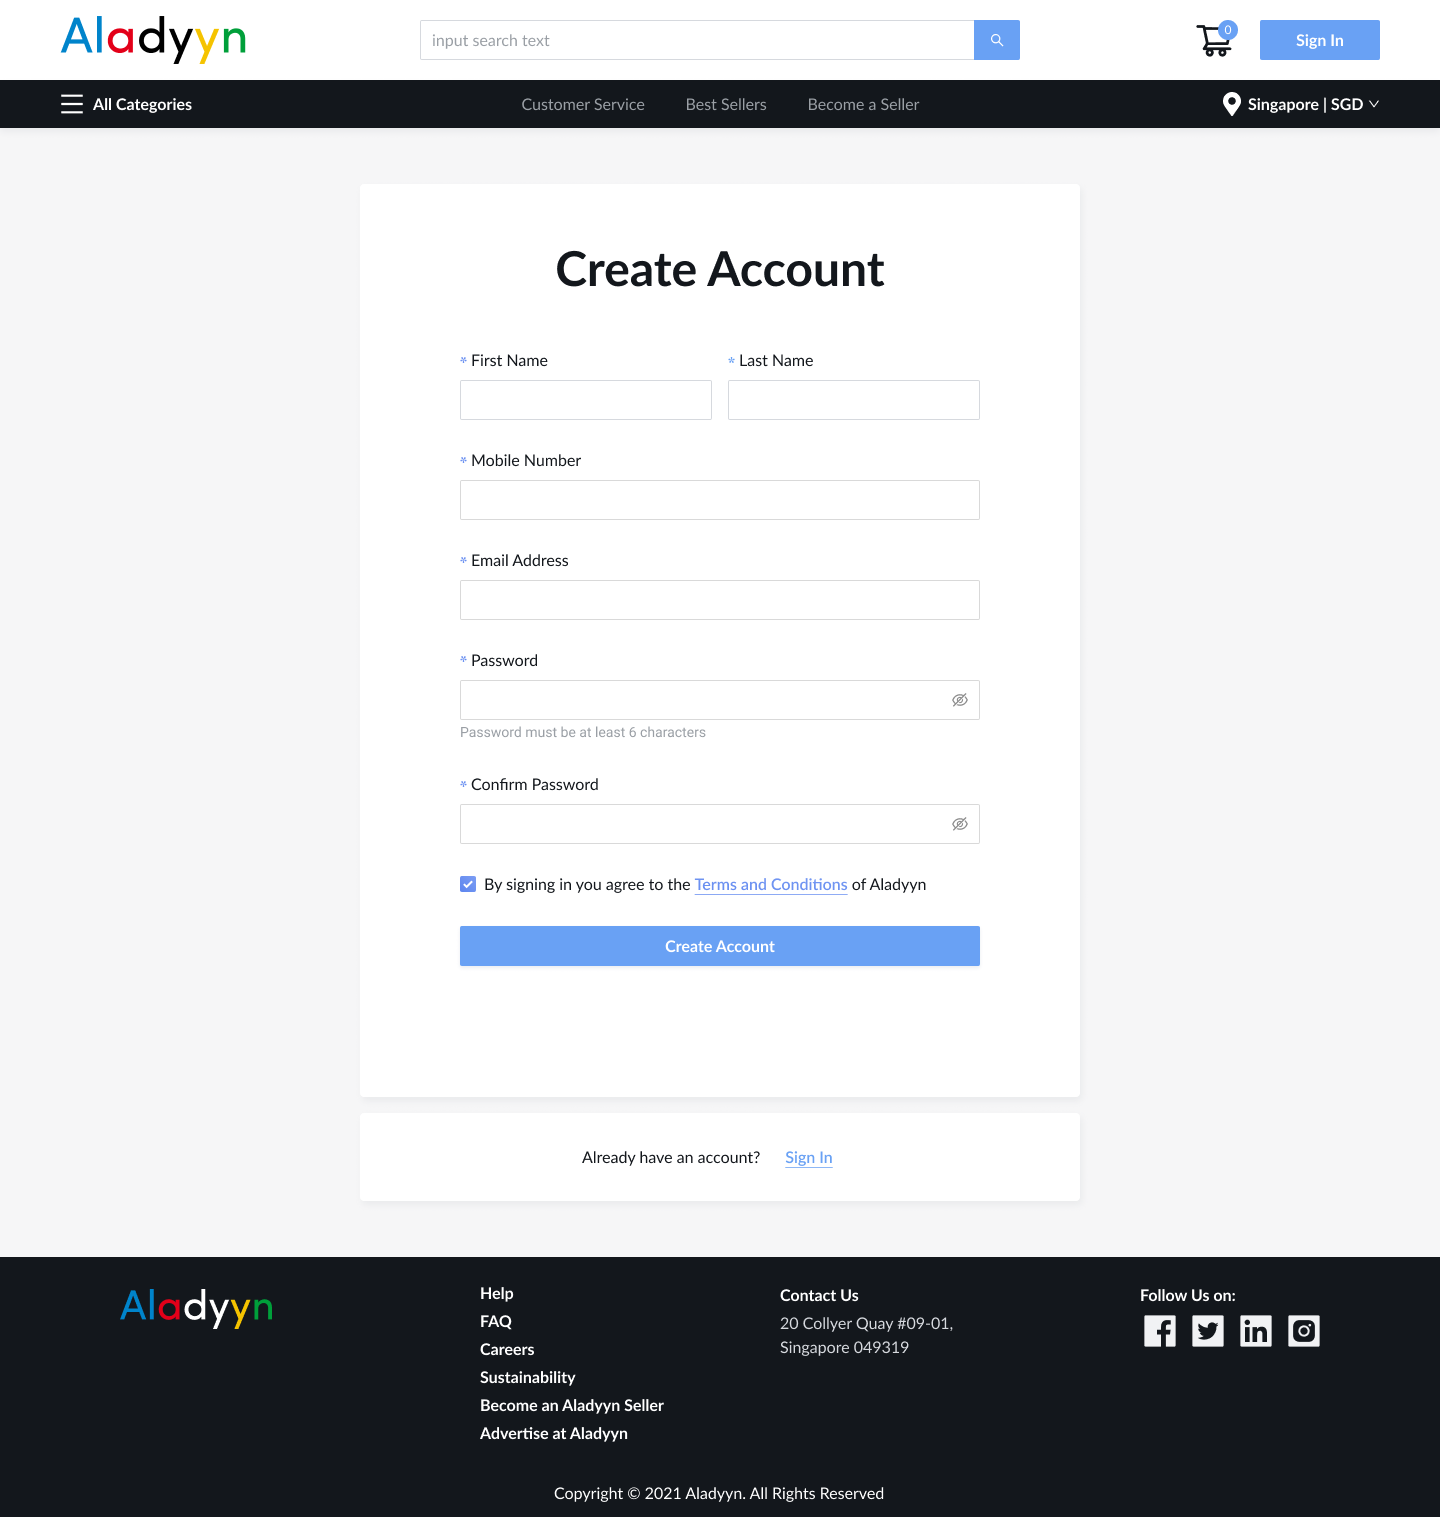 Aladyyn
input search text
0
Sign In
All Categories
Customer Service
Best Sellers
Become a Seller
Singapore | SGD
Create Account
* First Name
* Last Name
* Mobile Number
* Email Address
* Password
Password must be at least 6 characters
* Confirm Password
By signing in you agree to the Terms and Conditions of Aladyyn
Create Account
Already have an account? Sign In
Aladyyn
Help
FAQ
Careers
Sustainability
Become an Aladyyn Seller
Advertise at Aladyyn
Contact Us
20 Collyer Quay #09-01,
Singapore 049319
Follow Us on:
Copyright © 2021 Aladyyn. All Rights Reserved